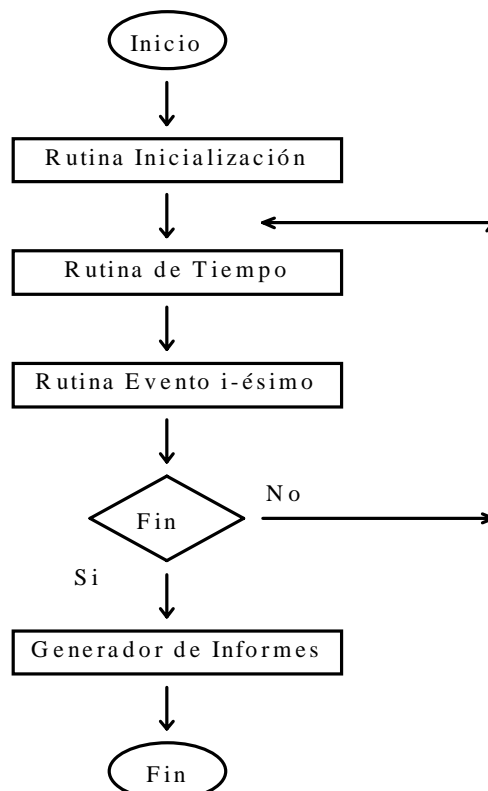 Inicio
Rutina Inicialización
Rutina de Tiempo
Rutina Evento i-ésimo
Fin
No
Si
Generador de Informes
Fin